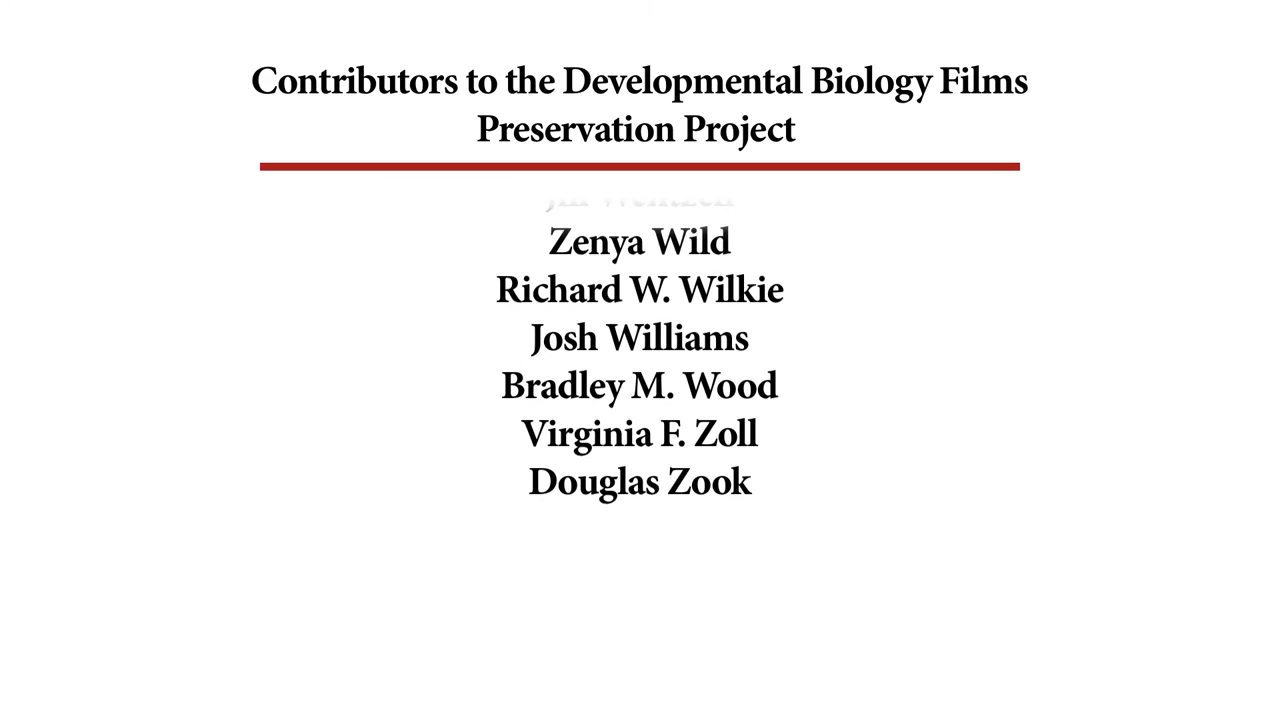 Contributors to the Developmental Biology Films
Preservation Project
Zenya Wild
Richard W. Wilkie
Josh Williams
Bradley M. Wood
Virginia F. Zoll
Douglas Zook